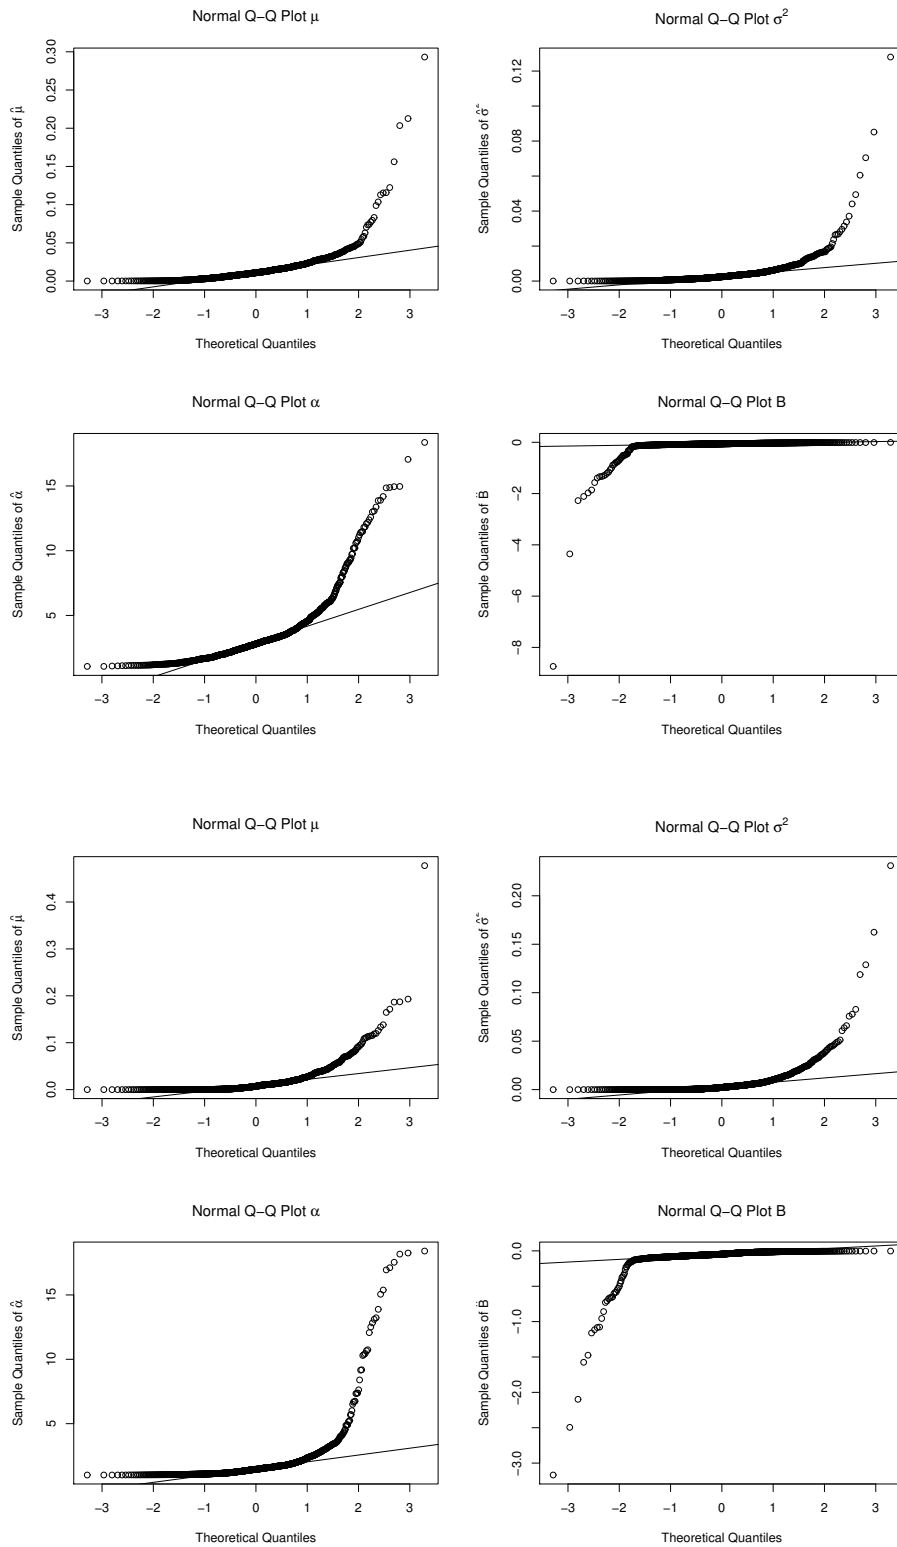 Normal Q−Q Plot μ
Sample Quantiles of μ̂
0.00 0.05 0.10 0.15 0.20 0.25 0.30
−3 −2 −1 0 1 2 3
Theoretical Quantiles
Normal Q−Q Plot σ²
Sample Quantiles of σ̂²
0.00 0.04 0.08 0.12
−3 −2 −1 0 1 2 3
Theoretical Quantiles
Normal Q−Q Plot α
Sample Quantiles of α̂
5 10 15
−3 −2 −1 0 1 2 3
Theoretical Quantiles
Normal Q−Q Plot B
Sample Quantiles of B̂
−8 −6 −4 −2 0
−3 −2 −1 0 1 2 3
Theoretical Quantiles
Normal Q−Q Plot μ
Sample Quantiles of μ̂
0.0 0.1 0.2 0.3 0.4
−3 −2 −1 0 1 2 3
Theoretical Quantiles
Normal Q−Q Plot σ²
Sample Quantiles of σ̂²
0.00 0.05 0.10 0.15 0.20
−3 −2 −1 0 1 2 3
Theoretical Quantiles
Normal Q−Q Plot α
Sample Quantiles of α̂
5 10 15
−3 −2 −1 0 1 2 3
Theoretical Quantiles
Normal Q−Q Plot B
Sample Quantiles of B̂
−3.0 −2.0 −1.0 0.0
−3 −2 −1 0 1 2 3
Theoretical Quantiles